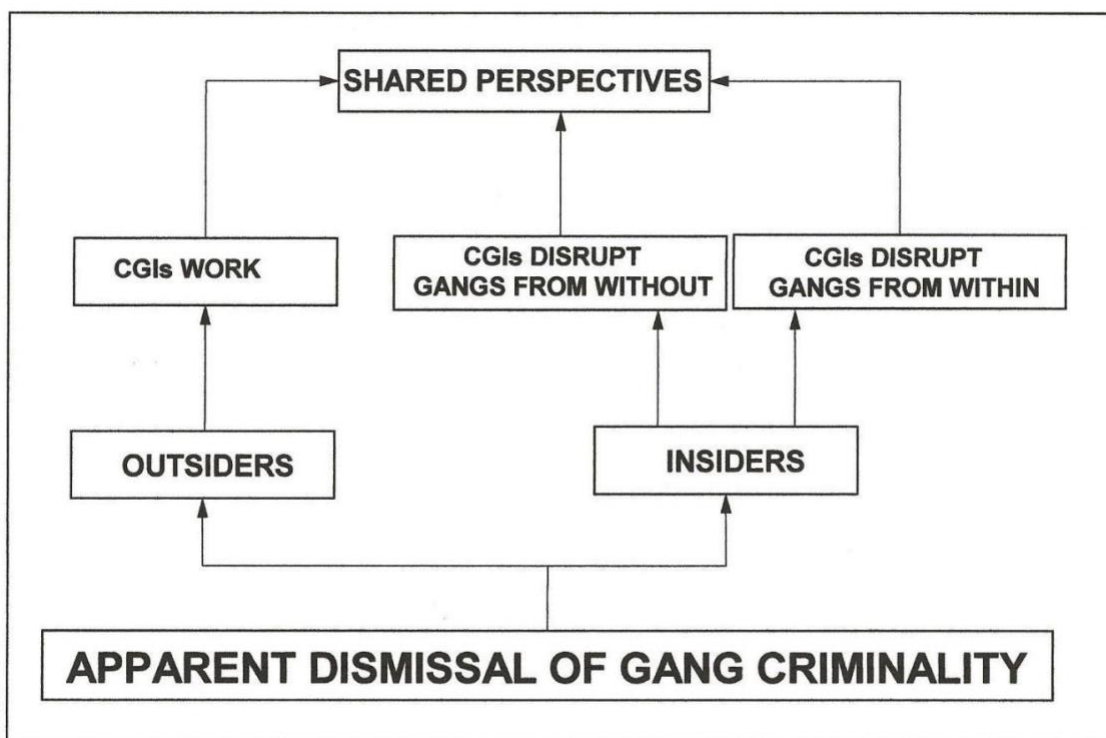 SHARED PERSPECTIVES
CGIs WORK
CGIs DISRUPT
GANGS FROM WITHOUT
CGIs DISRUPT
GANGS FROM WITHIN
OUTSIDERS
INSIDERS
APPARENT DISMISSAL OF GANG CRIMINALITY